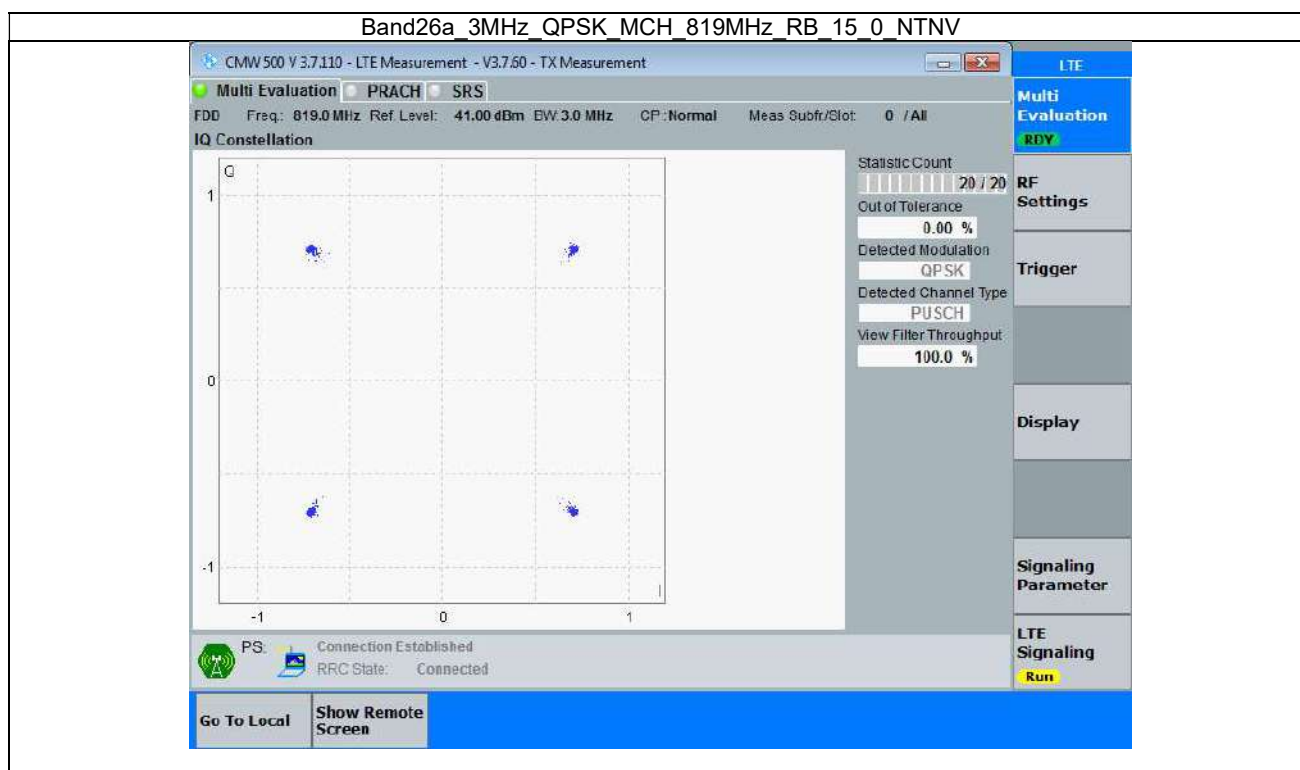 Band26a_3MHz_QPSK_MCH_819MHz_RB_15_0_NTNV
CMW 500 V 3.7.110 - LTE Measurement - V3.7.60 - TX Measurement
LTE
Multi Evaluation PRACH SRS
FDD Freq.: 819.0 MHz Ref. Level: 41.00 dBm BW: 3.0 MHz CP: Normal Meas Subfr/Slot: 0 / All
IQ Constellation
Q
1
0
-1
-1 0 1
I
Statistic Count
20 / 20
Out of Tolerance
0.00 %
Detected Modulation
QPSK
Detected Channel Type
PUSCH
View Filter Throughput
100.0 %
Multi
Evaluation
RDY
RF
Settings
Trigger
Display
Signaling
Parameter
LTE
Signaling
Run
PS: Connection Established
RRC State: Connected
Go To Local
Show Remote
Screen